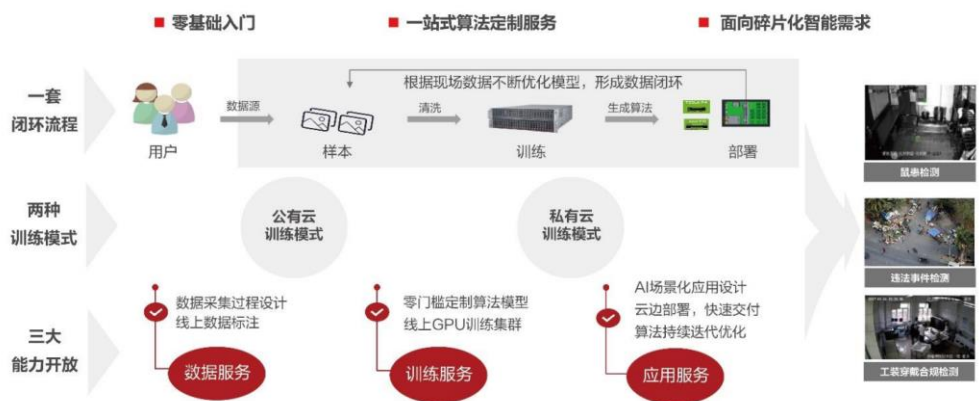 零基础入门
一站式算法定制服务
面向碎片化智能需求
一套
闭环流程
用户
数据源
根据现场数据不断优化模型，形成数据闭环
样本
清洗
训练
生成算法
部署
鼠患检测
两种
训练模式
公有云
训练模式
私有云
训练模式
违法事件检测
三大
能力开放
数据采集过程设计
线上数据标注
数据服务
零门槛定制算法模型
线上GPU训练集群
训练服务
AI场景化应用设计
云边部署，快速交付
算法持续迭代优化
应用服务
工装穿戴合规检测